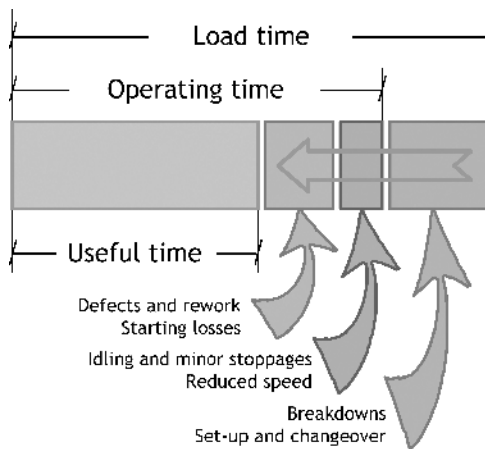 Load time
Operating time
Useful time
Defects and rework
Starting losses
Idling and minor stoppages
Reduced speed
Breakdowns
Set-up and changeover